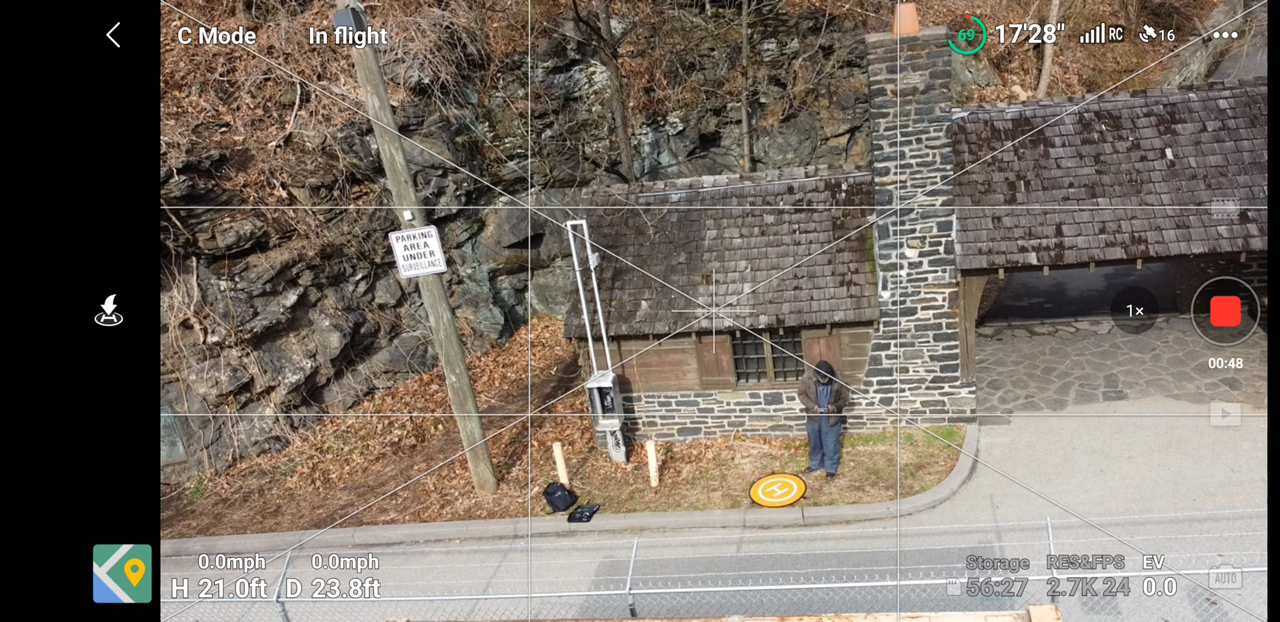 C Mode
In flight
69
17'28"
RC
16
PARKING
AREA
UNDER
SURVEILLANCE
1×
00:48
H
0.0mph
0.0mph
H 21.0ft
D 23.8ft
Storage
56:27
RES&FPS
2.7K 24
EV
0.0
AUTO